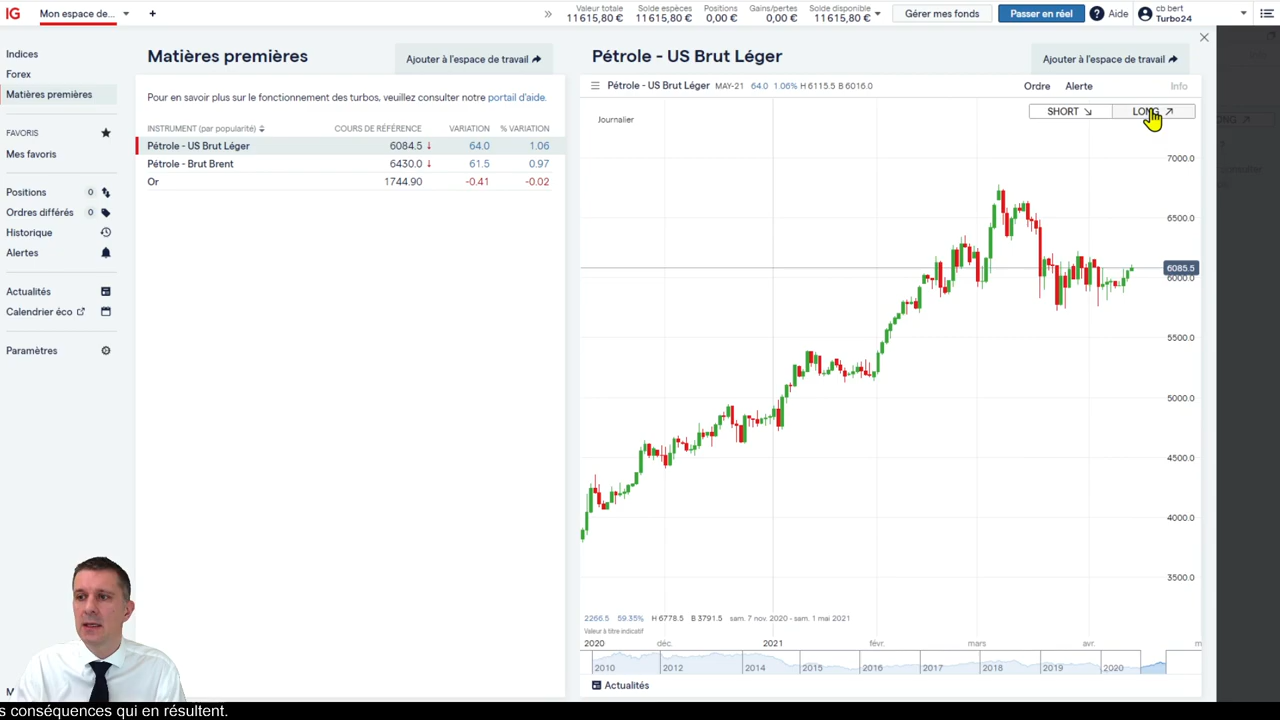 IG
Mon espace de...
+
Valeur totale
11 615,80 €
Solde espèces
11 615,80 €
Positions
0,00 €
Gains/pertes
0,00 €
Solde disponible
11 615,80 €
Gérer mes fonds
Passer en réel
Aide
cb bert
Turbo24
Indices
Forex
Matières premières
FAVORIS
Mes favoris
Positions 0
Ordres différés 0
Historique
Alertes
Actualités
Calendrier éco
Paramètres
Matières premières
Ajouter à l'espace de travail
Pour en savoir plus sur le fonctionnement des turbos, veuillez consulter notre portail d'aide.
INSTRUMENT (par popularité) COURS DE RÉFÉRENCE VARIATION % VARIATION
Pétrole - US Brut Léger 6084.5 64.0 1.06
Pétrole - Brut Brent 6430.0 61.5 0.97
Or 1744.90 -0.41 -0.02
Pétrole - US Brut Léger
Ajouter à l'espace de travail
Pétrole - US Brut Léger MAY-21 64.0 1.06% H 6115.5 B 6016.0
Ordre Alerte Info
SHORT LONG
Journalier
7000.0
6500.0
6085.5
6000.0
5500.0
5000.0
4500.0
4000.0
3500.0
2266.5 59.35% H 6778.5 B 3791.5 sam. 7 nov. 2020 - sam. 1 mai 2021
Valeur à titre indicatif
2020 déc. 2021 févr. mars avr. m
2010 2012 2014 2015 2016 2017 2018 2019 2020
Actualités
s conséquences qui en résultent.